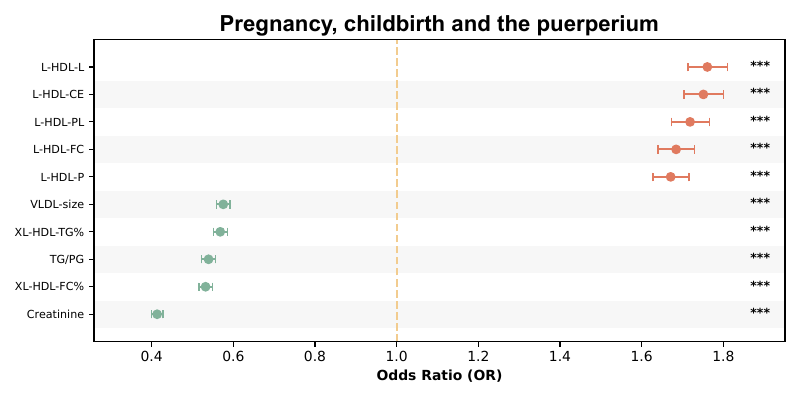 Pregnancy, childbirth and the puerperium
L-HDL-L ***
L-HDL-CE ***
L-HDL-PL ***
L-HDL-FC ***
L-HDL-P ***
VLDL-size ***
XL-HDL-TG% ***
TG/PG ***
XL-HDL-FC% ***
Creatinine ***
0.4 0.6 0.8 1.0 1.2 1.4 1.6 1.8
Odds Ratio (OR)